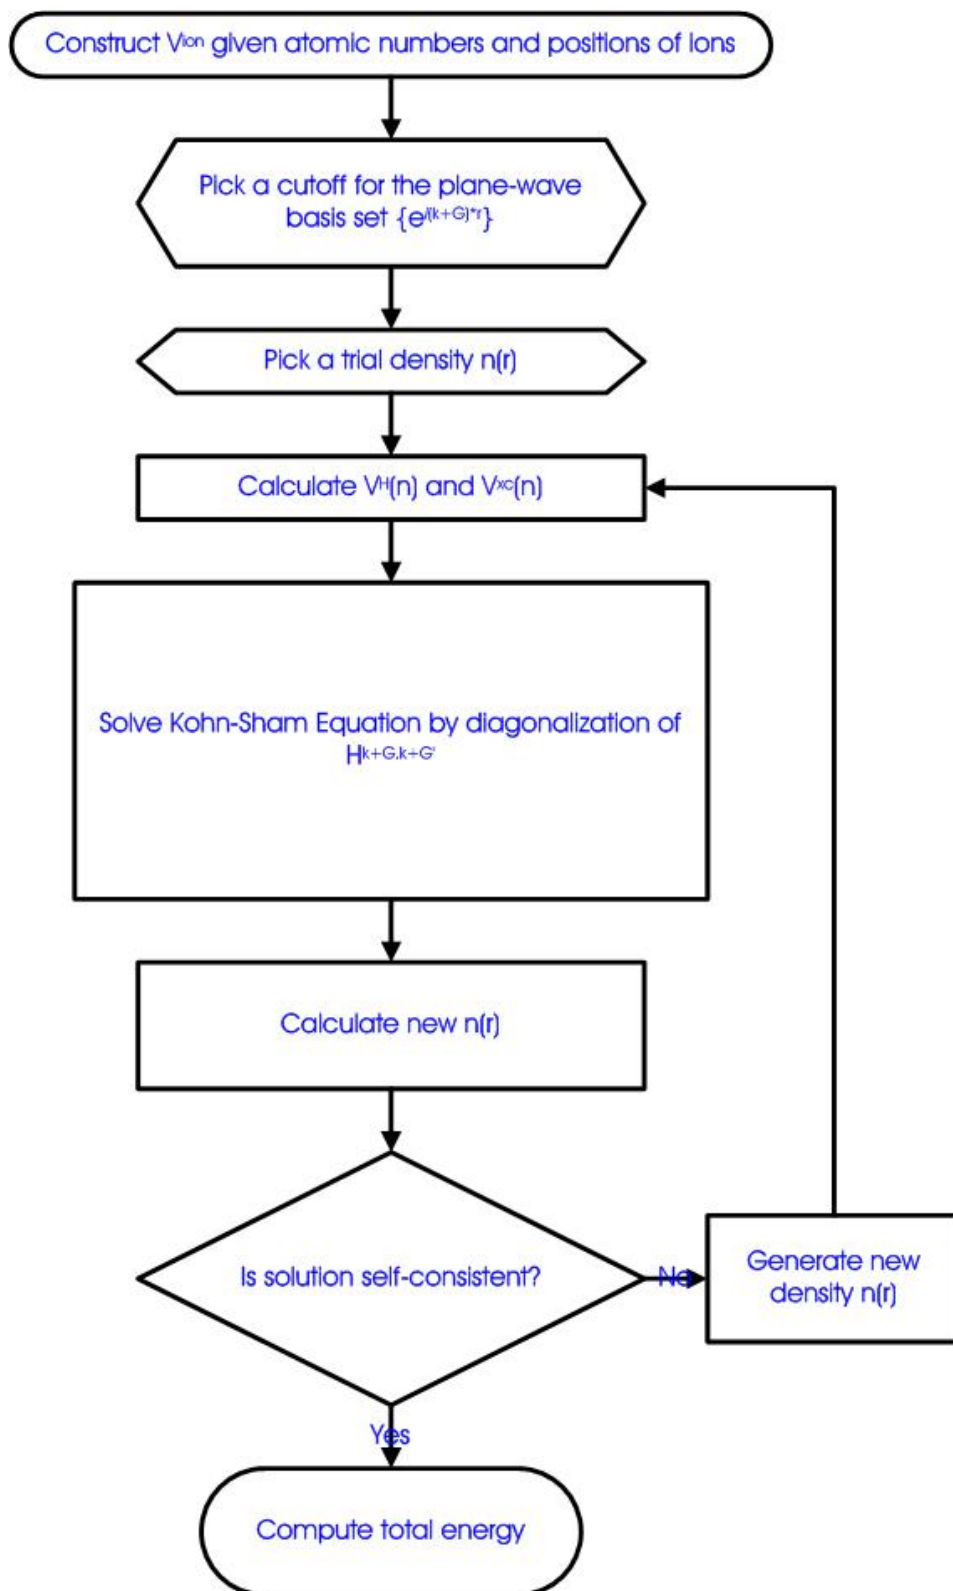 Construct Vⁱᵒⁿ given atomic numbers and positions of ions
Pick a cutoff for the plane-wave
basis set {eⁱ⁽ᵏ⁺ᴳ⁾*ʳ}
Pick a trial density n(r)
Calculate Vᴴ(n) and Vˣᶜ(n)
Solve Kohn-Sham Equation by diagonalization of
Hᵏ⁺ᴳ·ᵏ⁺ᴳ'
Calculate new n(r)
Is solution self-consistent?
No
Generate new
density n(r)
Yes
Compute total energy